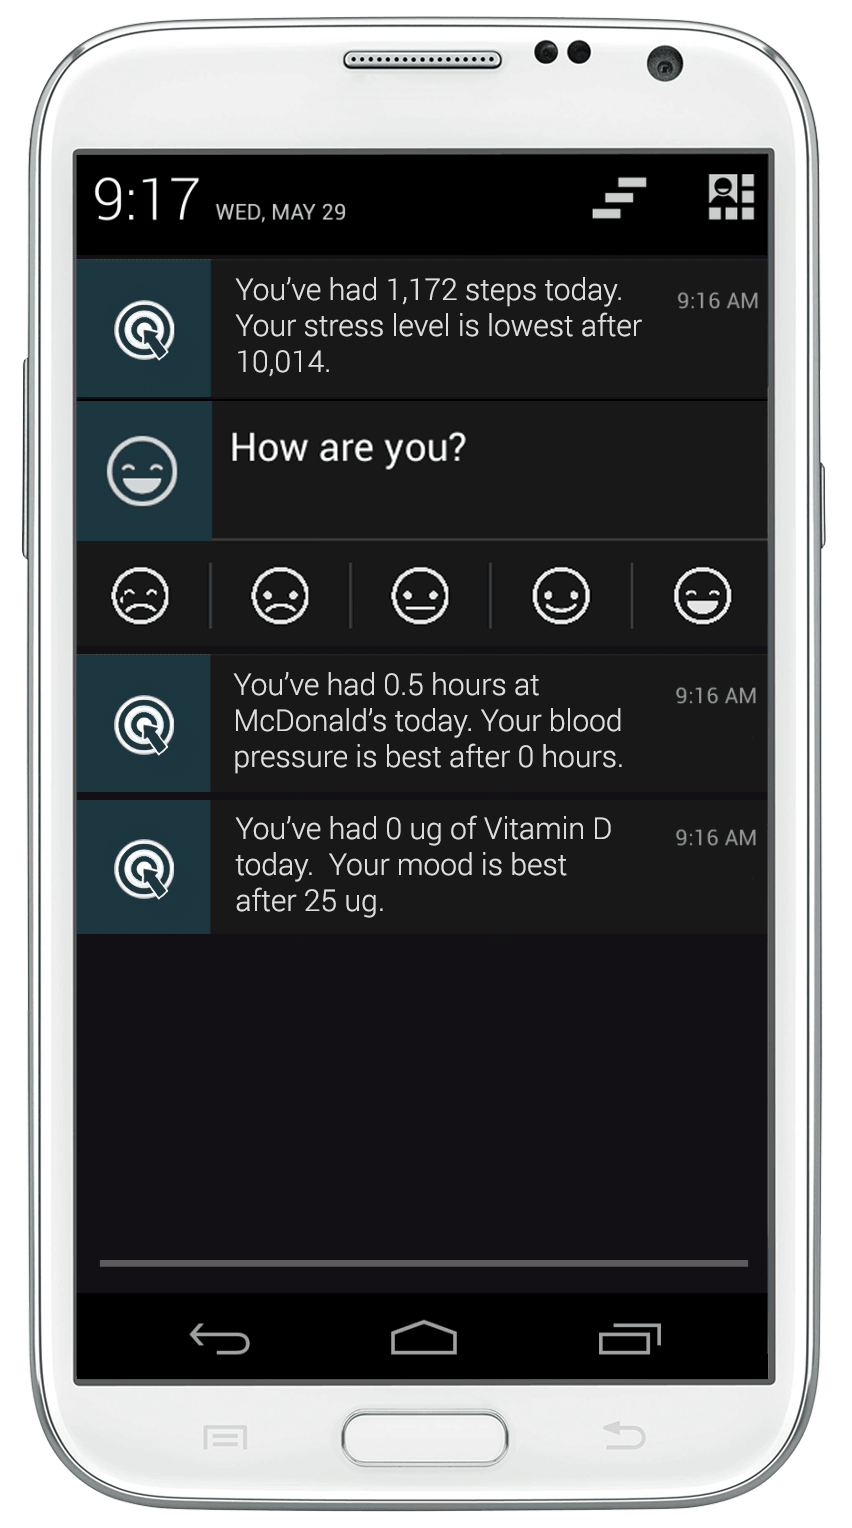 9:17 WED, MAY 29
You’ve had 1,172 steps today.
9:16 AM
Your stress level is lowest after
10,014.
How are you?
You’ve had 0.5 hours at
9:16 AM
McDonald’s today. Your blood
pressure is best after 0 hours.
You’ve had 0 ug of Vitamin D
9:16 AM
today.  Your mood is best
after 25 ug.